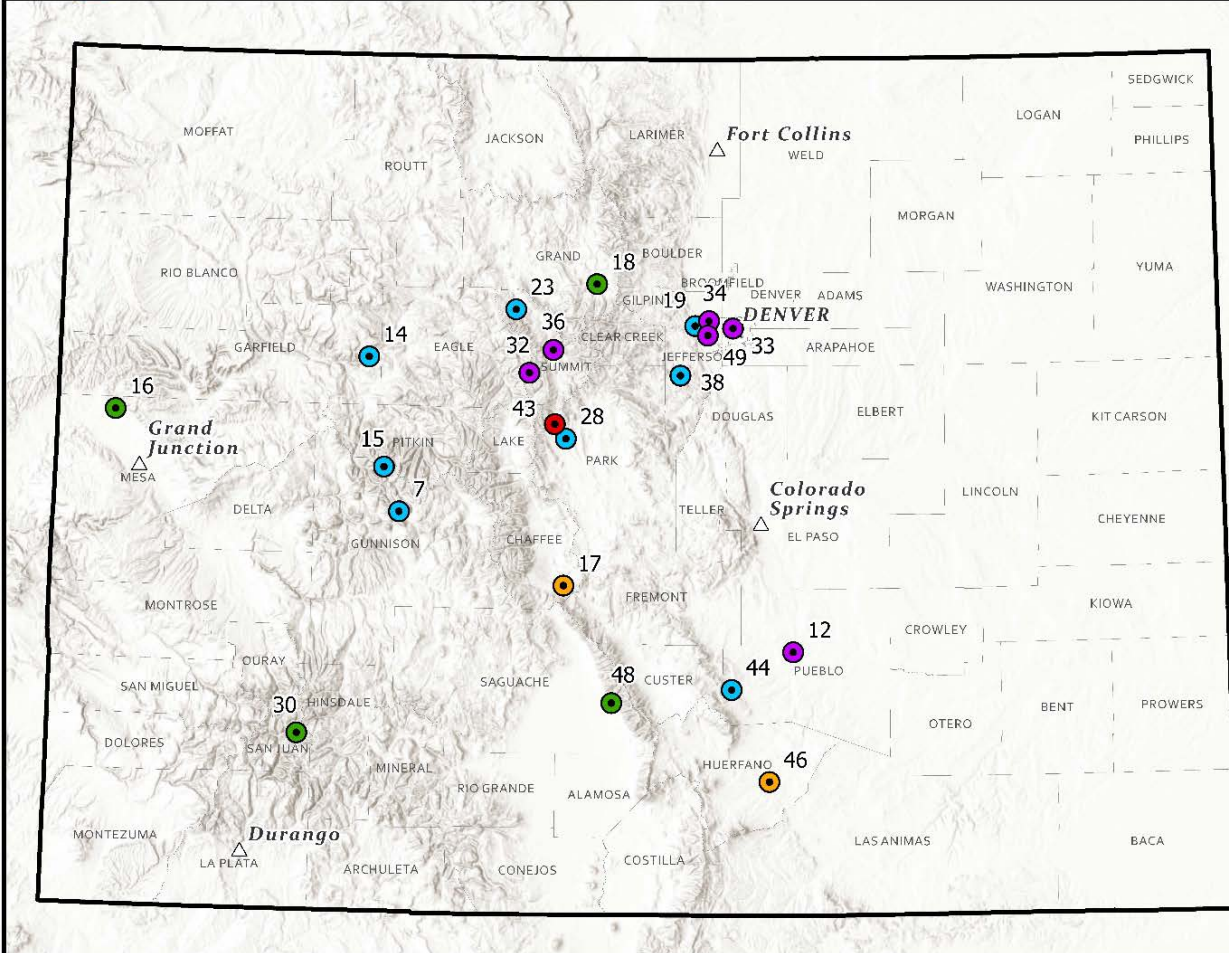 SEDGWICK
LOGAN
MOFFAT
JACKSON
LARIMER
Fort Collins
PHILLIPS
ROUTT
WELD
MORGAN
GRAND
BOULDER
18
RIO BLANCO
YUMA
BROOMFIELD
WASHINGTON
23
GILPIN
19
34
DENVER
ADAMS
DENVER
36
14
GARFIELD
EAGLE
CLEAR CREEK
33
ARAPAHOE
32
SUMMIT
JEFFERSO
49
16
38
43
28
DOUGLAS
ELBERT
KIT CARSON
Grand
Junction
15
PITKIN
LAKE
PARK
MESA
7
Colorado
Springs
LINCOLN
DELTA
TELLER
CHEYENNE
GUNNISON
CHAFFEE
EL PASO
17
MONTROSE
FREMONT
KIOWA
12
CROWLEY
OURAY
44
PUEBLO
SAN MIGUEL
SAGUACHE
48
CUSTER
30
HINSDALE
BENT
PROWERS
OTERO
DOLORES
SAN JUAN
46
MINERAL
HUERFANO
RIO GRANDE
ALAMOSA
MONTEZUMA
Durango
LAS ANIMAS
BACA
LA PLATA
ARCHULETA
CONEJOS
COSTILLA